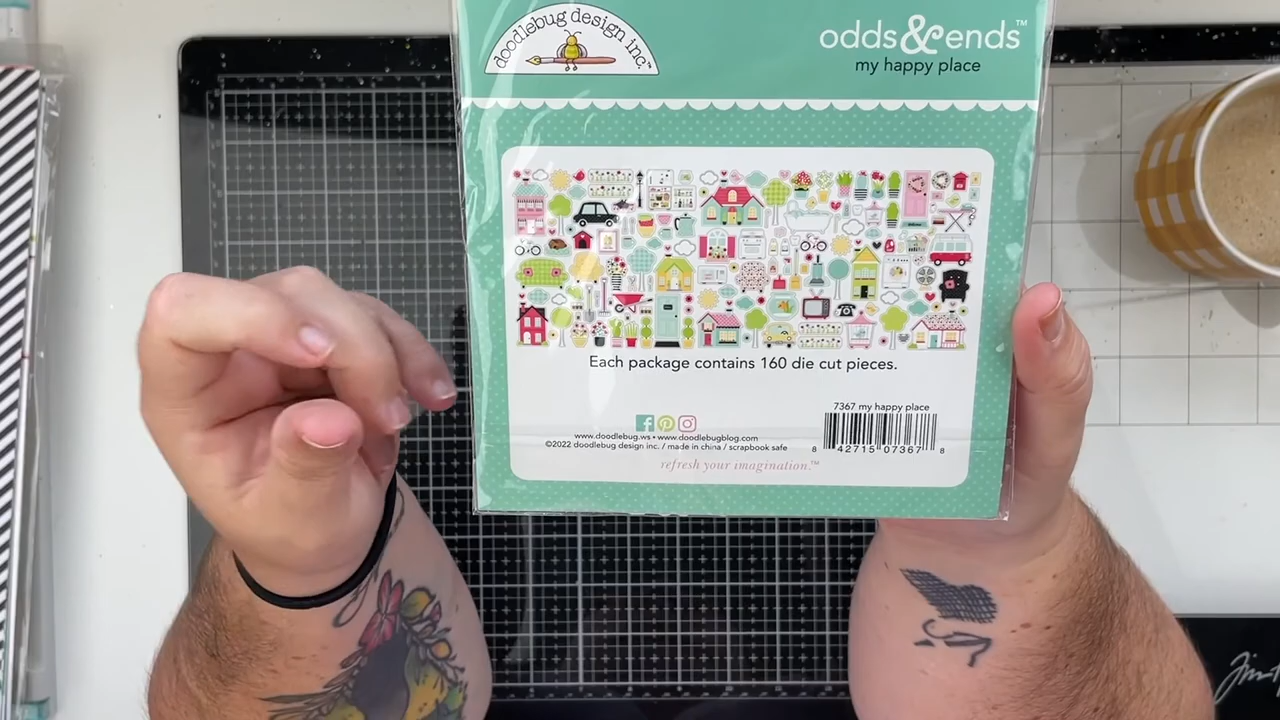 doodlebug design inc.™
odds & ends™
my happy place
Each package contains 160 die cut pieces.
7367 my happy place
www.doodlebug.ws • www.doodlebugblog.com
©2022 doodlebug design inc. / made in china / scrapbook safe
8 42715 07367 8
refresh your imagination.™
Tim